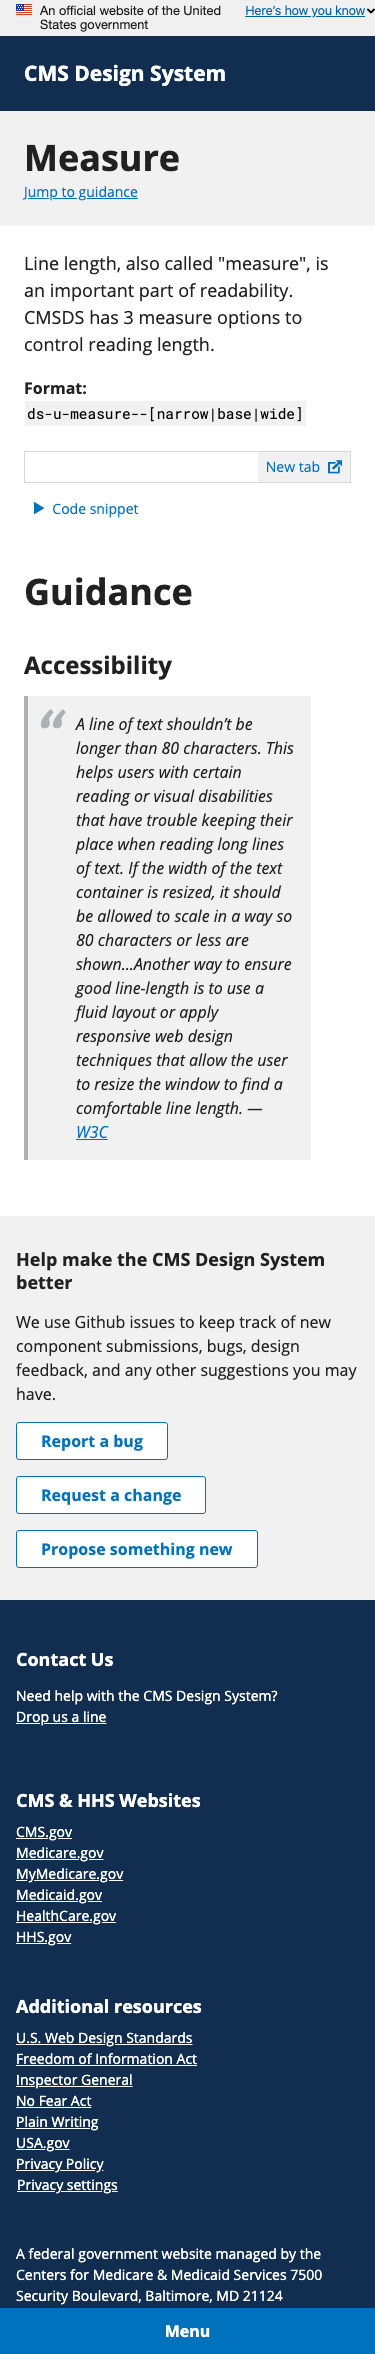 An official website of the United States government
Here's how you know
CMS Design System
Measure
Jump to guidance
Line length, also called "measure", is
an important part of readability.
CMSDS has 3 measure options to
control reading length.
Format:
ds-u-measure--[narrow|base|wide]
New tab
Code snippet
Guidance
Accessibility
A line of text shouldn’t be
longer than 80 characters. This
helps users with certain
reading or visual disabilities
that have trouble keeping their
place when reading long lines
of text. If the width of the text
container is resized, it should
be allowed to scale in a way so
80 characters or less are
shown...Another way to ensure
good line-length is to use a
fluid layout or apply
responsive web design
techniques that allow the user
to resize the window to find a
comfortable line length. —
W3C
Help make the CMS Design System
better
We use Github issues to keep track of new
component submissions, bugs, design
feedback, and any other suggestions you may
have.
Report a bug
Request a change
Propose something new
Contact Us
Need help with the CMS Design System?
Drop us a line
CMS & HHS Websites
CMS.gov
Medicare.gov
MyMedicare.gov
Medicaid.gov
HealthCare.gov
HHS.gov
Additional resources
U.S. Web Design Standards
Freedom of Information Act
Inspector General
No Fear Act
Plain Writing
USA.gov
Privacy Policy
Privacy settings
A federal government website managed by the
Centers for Medicare & Medicaid Services 7500
Security Boulevard, Baltimore, MD 21124
Menu